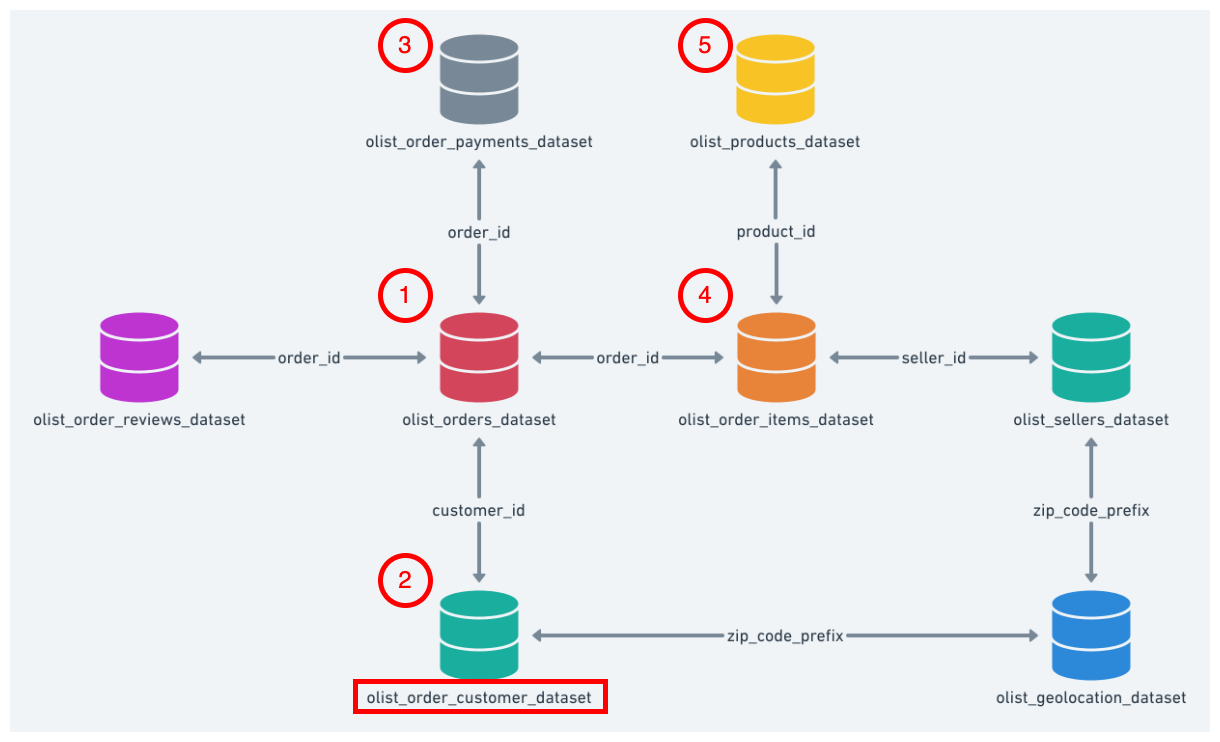 3
5
olist_order_payments_dataset
olist_products_dataset
order_id
product_id
1
4
order_id
order_id
seller_id
olist_order_reviews_dataset
olist_orders_dataset
olist_order_items_dataset
olist_sellers_dataset
customer_id
zip_code_prefix
2
zip_code_prefix
olist_order_customer_dataset
olist_geolocation_dataset